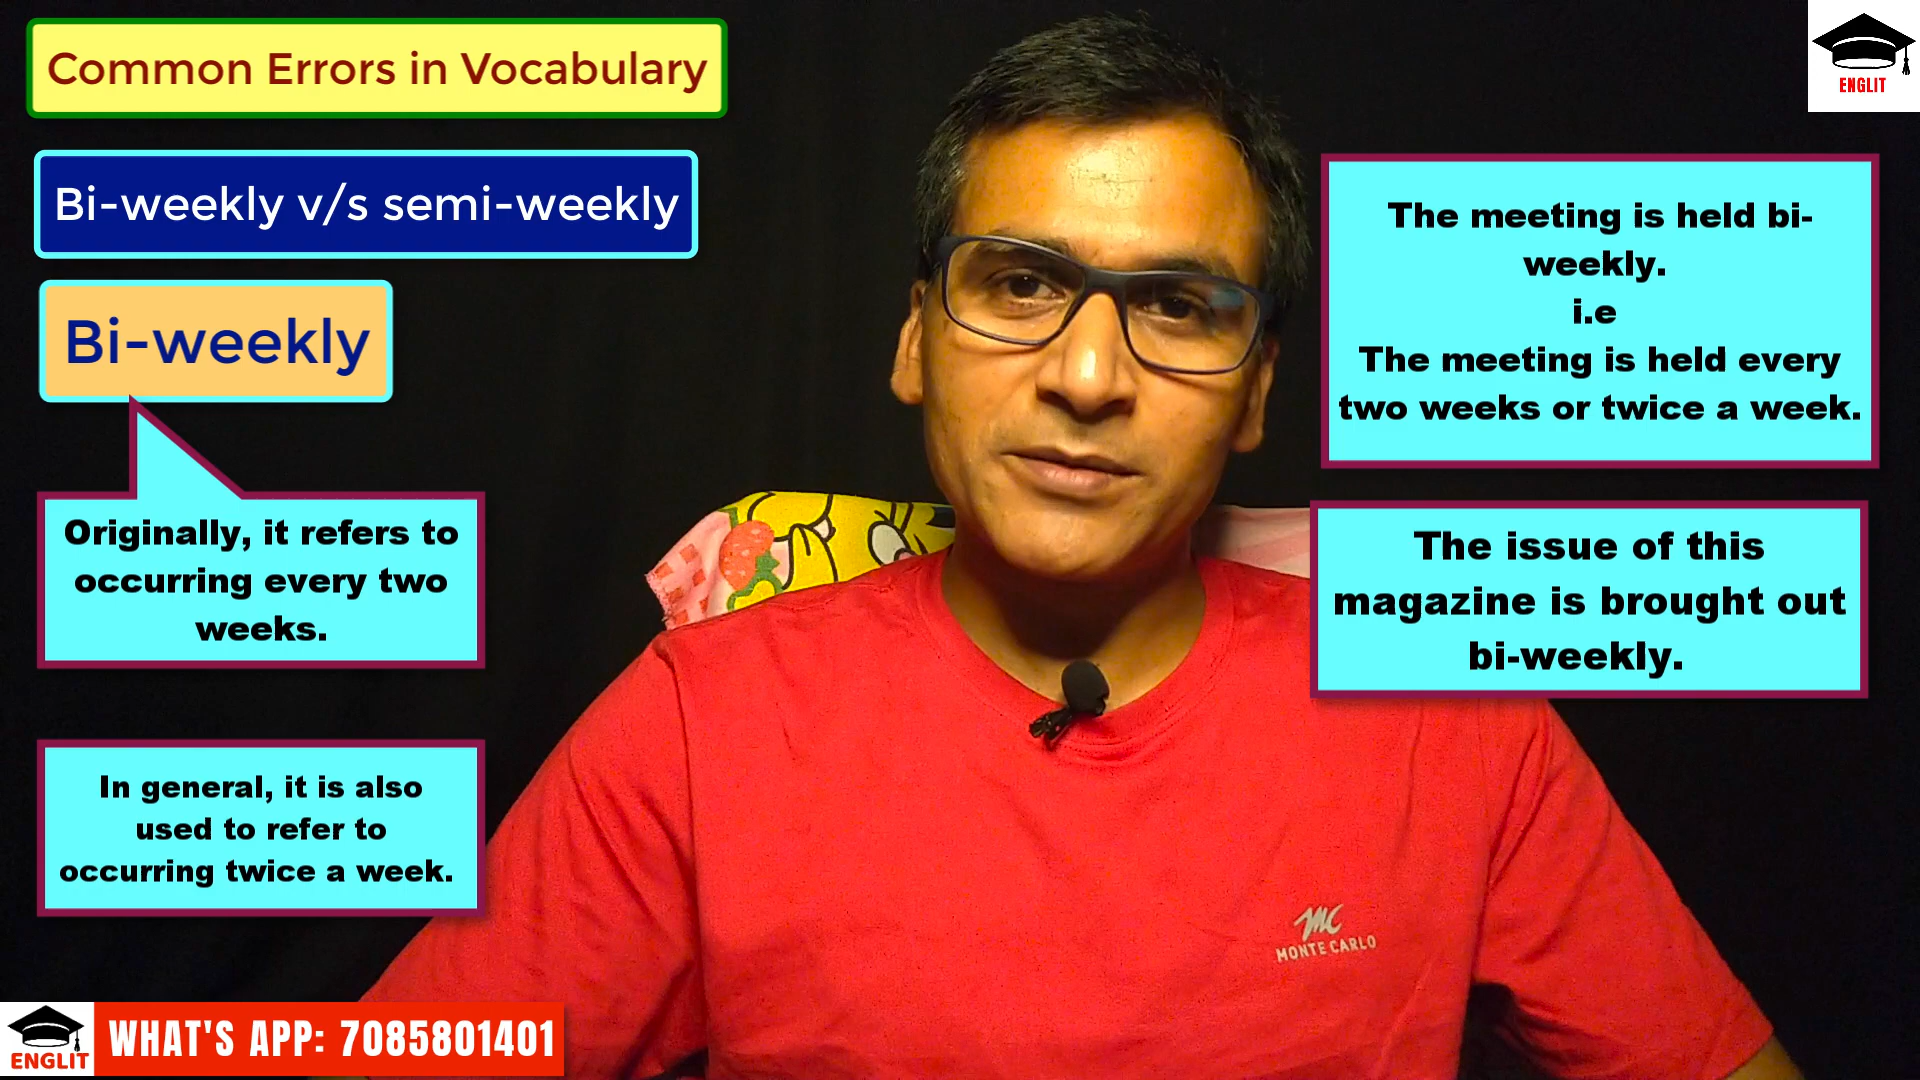 Common Errors in Vocabulary
ENGLIT
Bi-weekly v/s semi-weekly
Bi-weekly
Originally, it refers to
occurring every two
weeks.
In general, it is also
used to refer to
occurring twice a week.
The meeting is held bi-
weekly.
i.e
The meeting is held every
two weeks or twice a week.
The issue of this
magazine is brought out
bi-weekly.
MC
MONTE CARLO
ENGLIT
WHAT'S APP: 7085801401